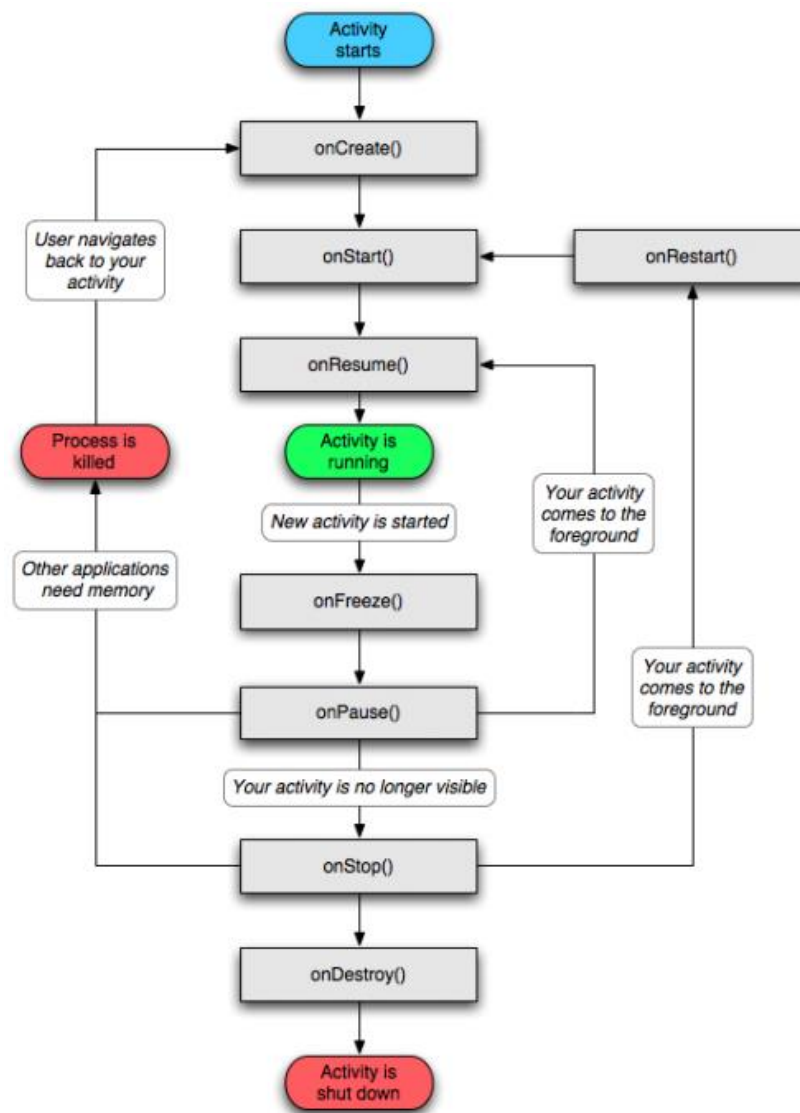 Activity
starts
onCreate()
User navigates
back to your
activity
onStart()
onRestart()
onResume()
Process is
killed
Activity is
running
Your activity
comes to the
foreground
New activity is started
Other applications
need memory
onFreeze()
Your activity
comes to the
foreground
onPause()
Your activity is no longer visible
onStop()
onDestroy()
Activity is
shut down